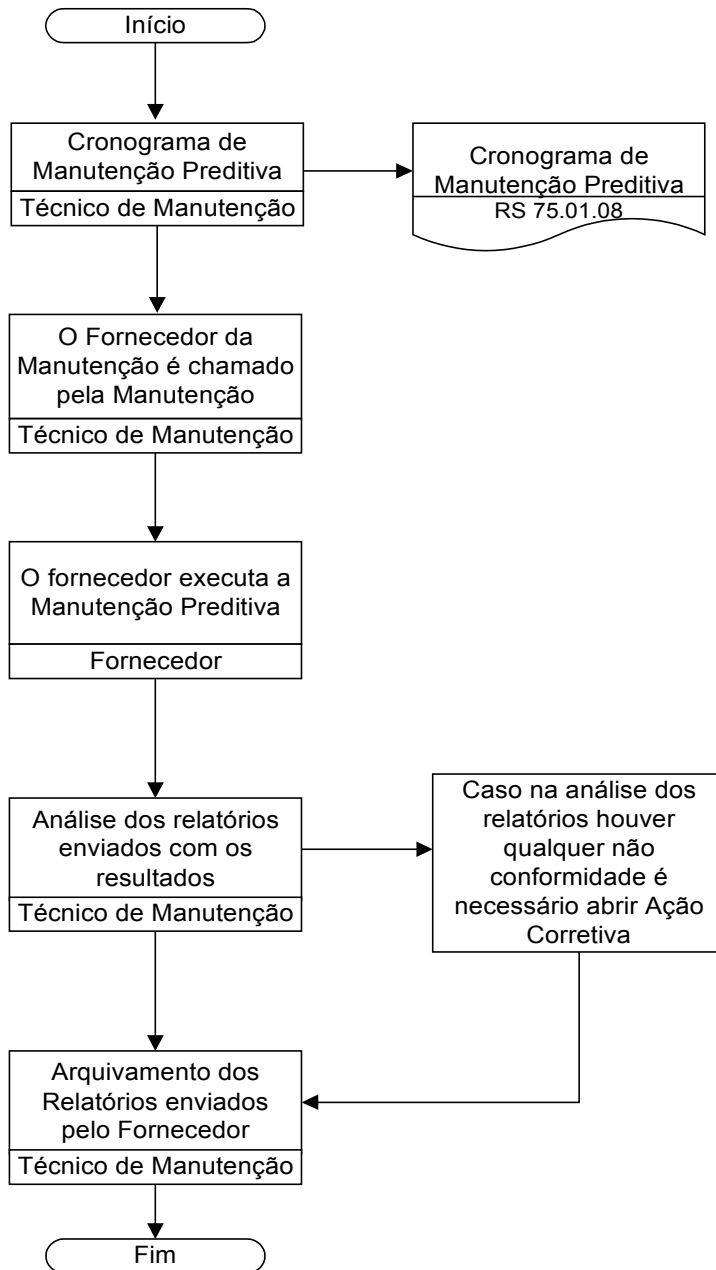 Início
Cronograma de
Manutenção Preditiva
Técnico de Manutenção
Cronograma de
Manutenção Preditiva
RS 75.01.08
O Fornecedor da
Manutenção é chamado
pela Manutenção
Técnico de Manutenção
O fornecedor executa a
Manutenção Preditiva
Fornecedor
Análise dos relatórios
enviados com os
resultados
Técnico de Manutenção
Caso na análise dos
relatórios houver
qualquer não
conformidade é
necessário abrir Ação
Corretiva
Arquivamento dos
Relatórios enviados
pelo Fornecedor
Técnico de Manutenção
Fim